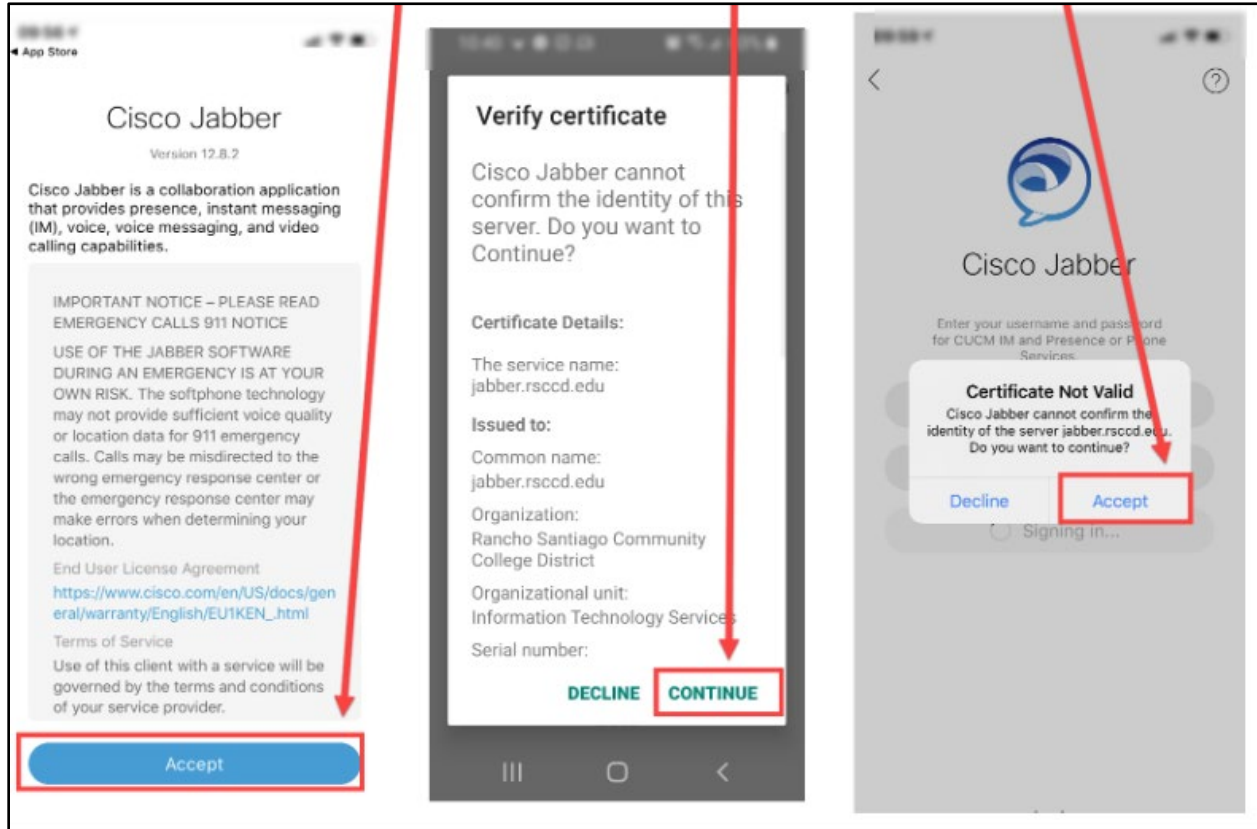 App Store
Cisco Jabber
Version 12.8.2
Cisco Jabber is a collaboration application
that provides presence, instant messaging
(IM), voice, voice messaging, and video
calling capabilities.
IMPORTANT NOTICE – PLEASE READ
EMERGENCY CALLS 911 NOTICE
USE OF THE JABBER SOFTWARE
DURING AN EMERGENCY IS AT YOUR
OWN RISK. The softphone technology
may not provide sufficient voice quality
or location data for 911 emergency
calls. Calls may be misdirected to the
wrong emergency response center or
the emergency response center may
make errors when determining your
location.
End User License Agreement
https://www.cisco.com/en/US/docs/gen
eral/warranty/English/EU1KEN_.html
Terms of Service
Use of this client with a service will be
governed by the terms and conditions
of your service provider.
Accept
Verify certificate
Cisco Jabber cannot
confirm the identity of this
server. Do you want to
Continue?
Certificate Details:
The service name:
jabber.rsccd.edu
Issued to:
Common name:
jabber.rsccd.edu
Organization:
Rancho Santiago Community
College District
Organizational unit:
Information Technology Services
Serial number:
DECLINE CONTINUE
Cisco Jabber
Enter your username and password
for CUCM IM and Presence or Phone
Services
Certificate Not Valid
Cisco Jabber cannot confirm the
identity of the server jabber.rsccd.edu.
Do you want to continue?
Decline Accept
Signing in...